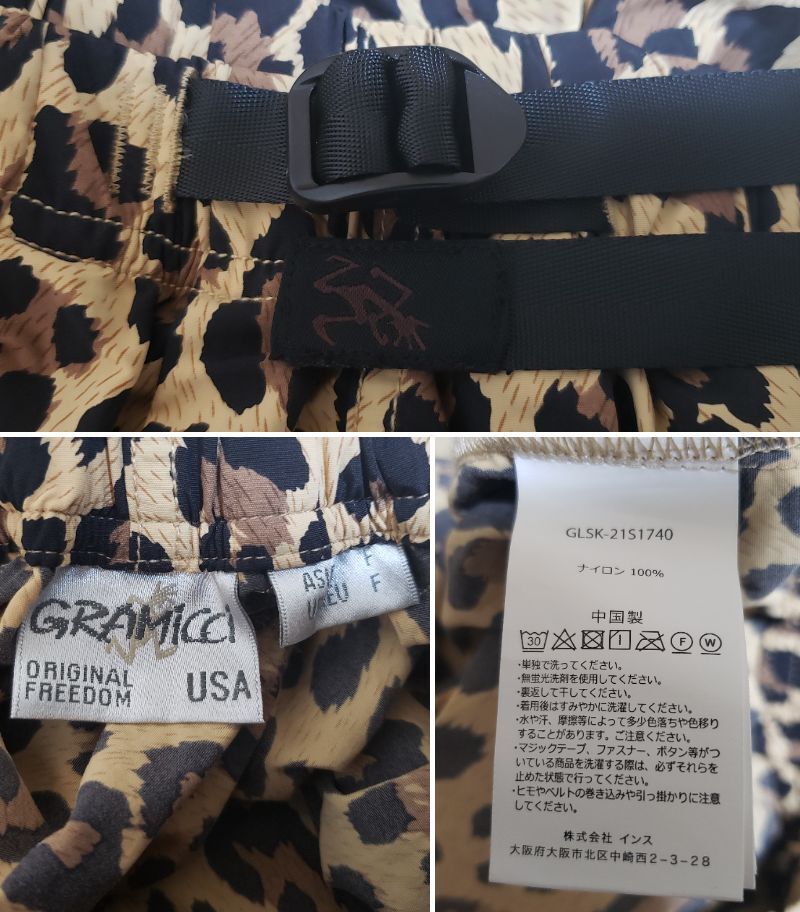 GRAMICCI
ORIGINAL
FREEDOM
USA
F
F
GLSK-21S1740
ナイロン 100%
中国製
30
F
W
・単独で洗ってください。
・無蛍光洗剤を使用してください。
・裏返して干してください。
・着用後はすみやかに洗濯してください。
・水や汗、摩擦等によって多少色落ちや色移り
することがあります。ご注意ください。
・マジックテープ、ファスナー、ボタン等がつ
いている商品を洗濯する際は、必ずそれらを
止めた状態で行ってください。
・ヒモやベルトの巻き込みや引っ掛かりに注意
してください。
株式会社 インス
大阪府大阪市北区中崎西2-3-28